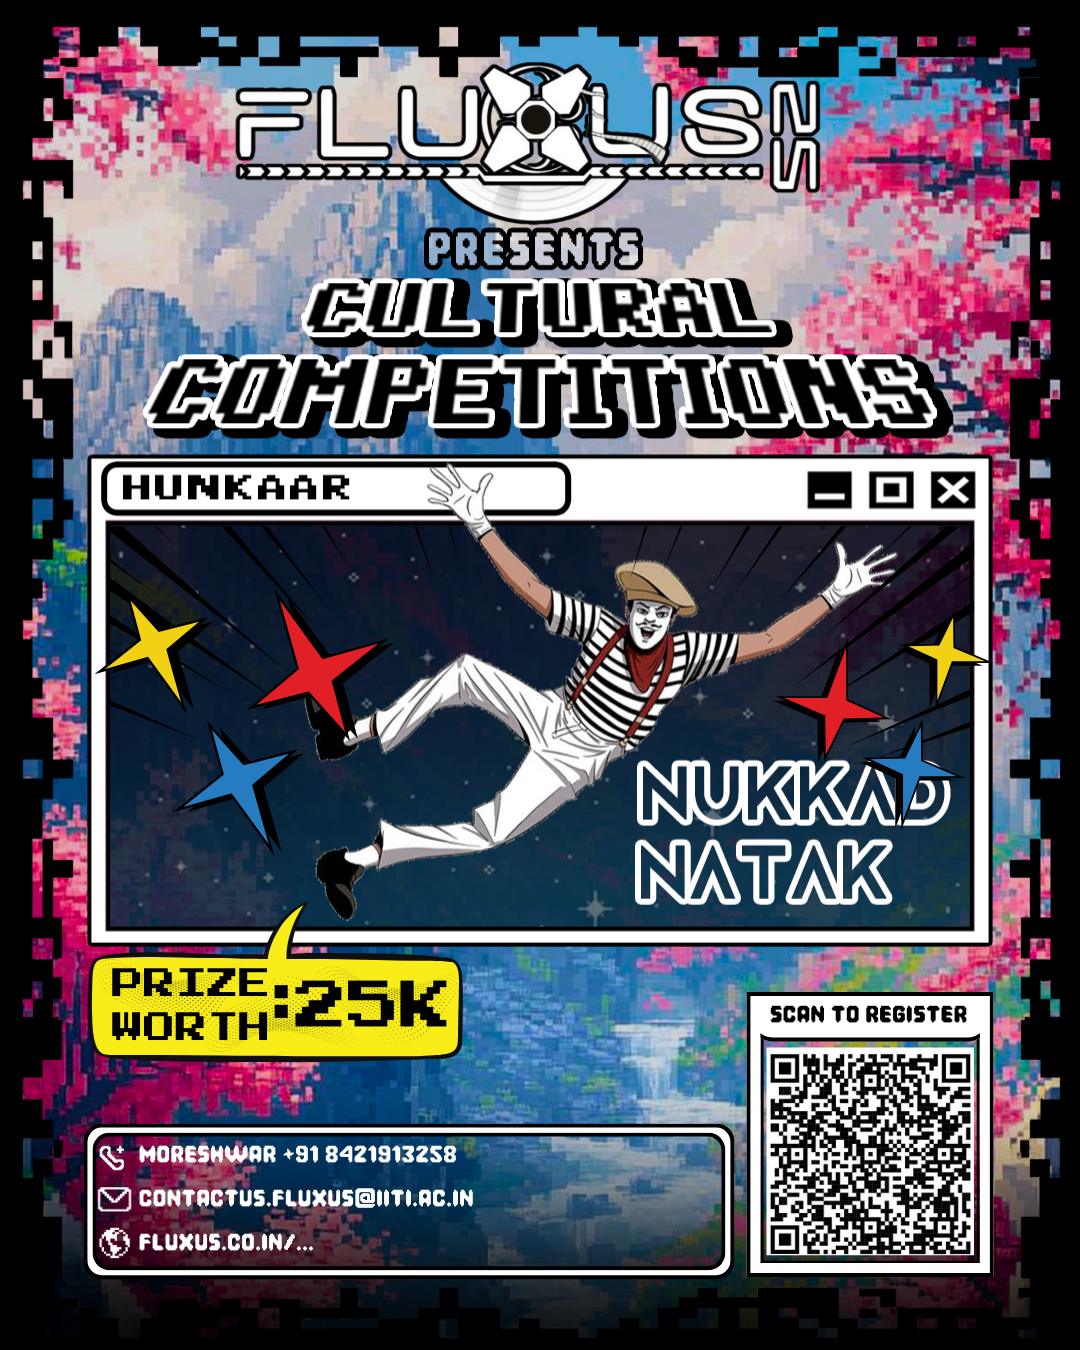 FLUXUS 25
PRESENTS
CULTURAL
COMPETITIONS
HUNKAAR
NUKKAD
NATAK
PRIZE
WORTH :25K
SCAN TO REGISTER
MORESHWAR +91 8421913258
CONTACTUS.FLUXUS@IITI.AC.IN
FLUXUS.CO.IN/...